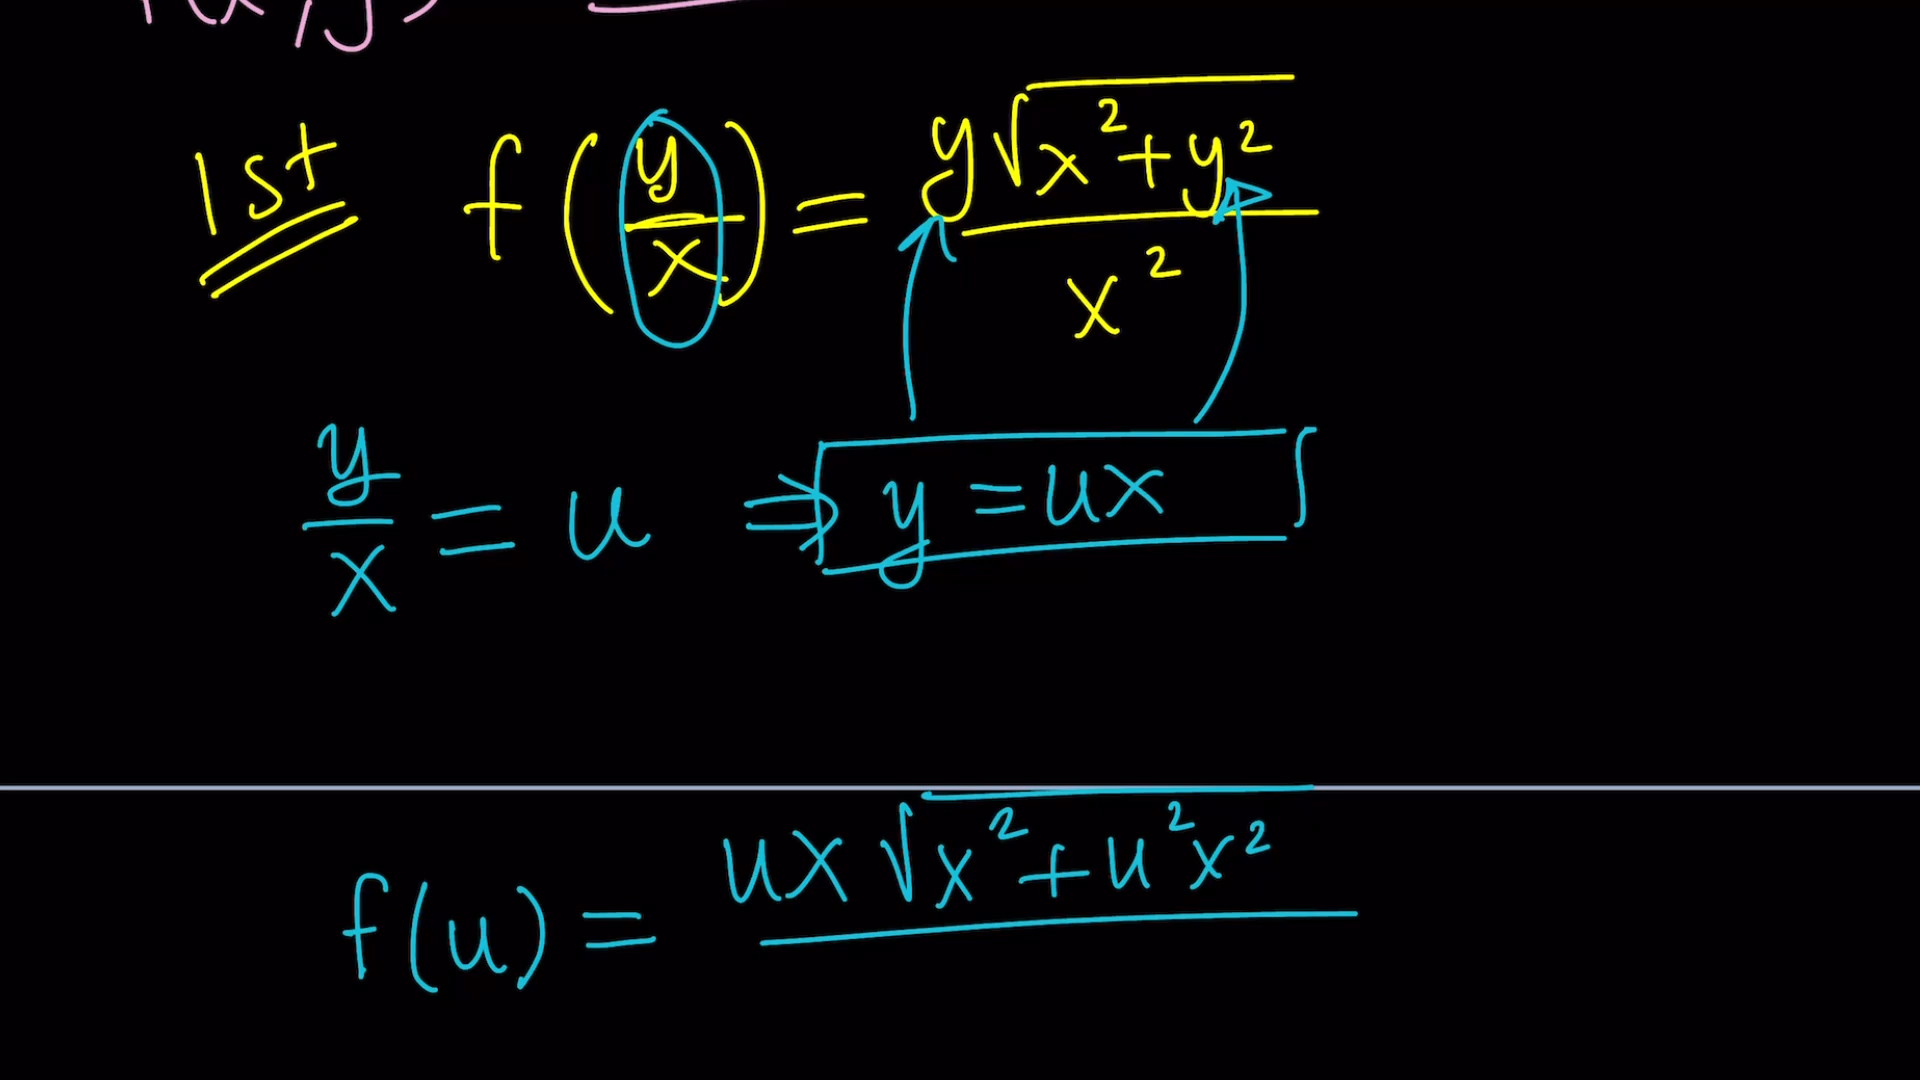 1st f(y/x) = y√(x²+y²) / x²
y/x = u ⇒ y = ux
f(u) = ux√(x²+u²x²)